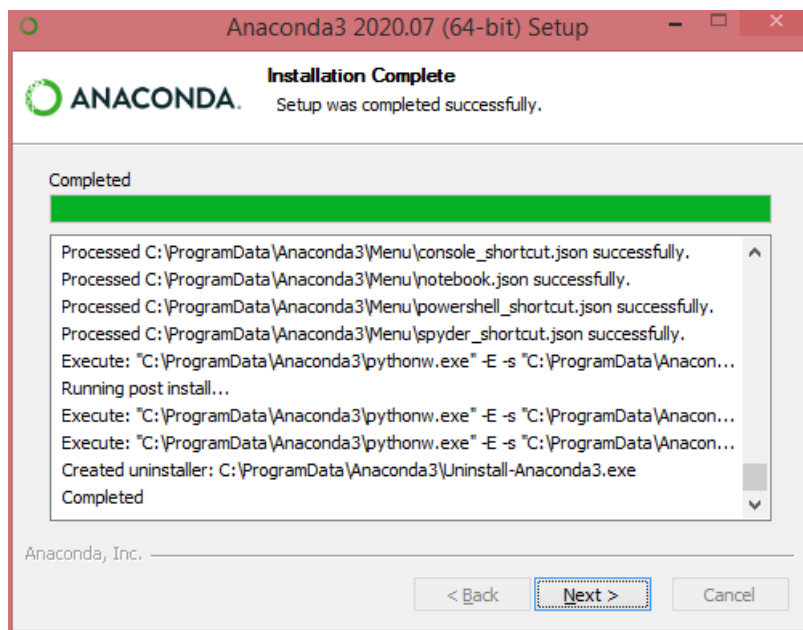 Anaconda3 2020.07 (64-bit) Setup
ANACONDA.
Installation Complete
Setup was completed successfully.
Completed
Processed C:\ProgramData\Anaconda3\Menu\console_shortcut.json successfully.
Processed C:\ProgramData\Anaconda3\Menu\notebook.json successfully.
Processed C:\ProgramData\Anaconda3\Menu\powershell_shortcut.json successfully.
Processed C:\ProgramData\Anaconda3\Menu\spyder_shortcut.json successfully.
Execute: "C:\ProgramData\Anaconda3\pythonw.exe" -E -s "C:\ProgramData\Anacon...
Running post install...
Execute: "C:\ProgramData\Anaconda3\pythonw.exe" -E -s "C:\ProgramData\Anacon...
Execute: "C:\ProgramData\Anaconda3\pythonw.exe" -E -s "C:\ProgramData\Anacon...
Created uninstaller: C:\ProgramData\Anaconda3\Uninstall-Anaconda3.exe
Completed
Anaconda, Inc.
< Back Next > Cancel